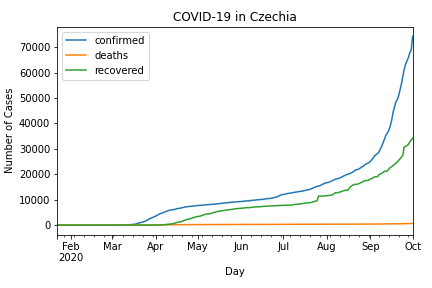 COVID-19 in Czechia
confirmed
deaths
recovered
Number of Cases
70000
60000
50000
40000
30000
20000
10000
0
Feb Mar Apr May Jun Jul Aug Sep Oct
2020
Day